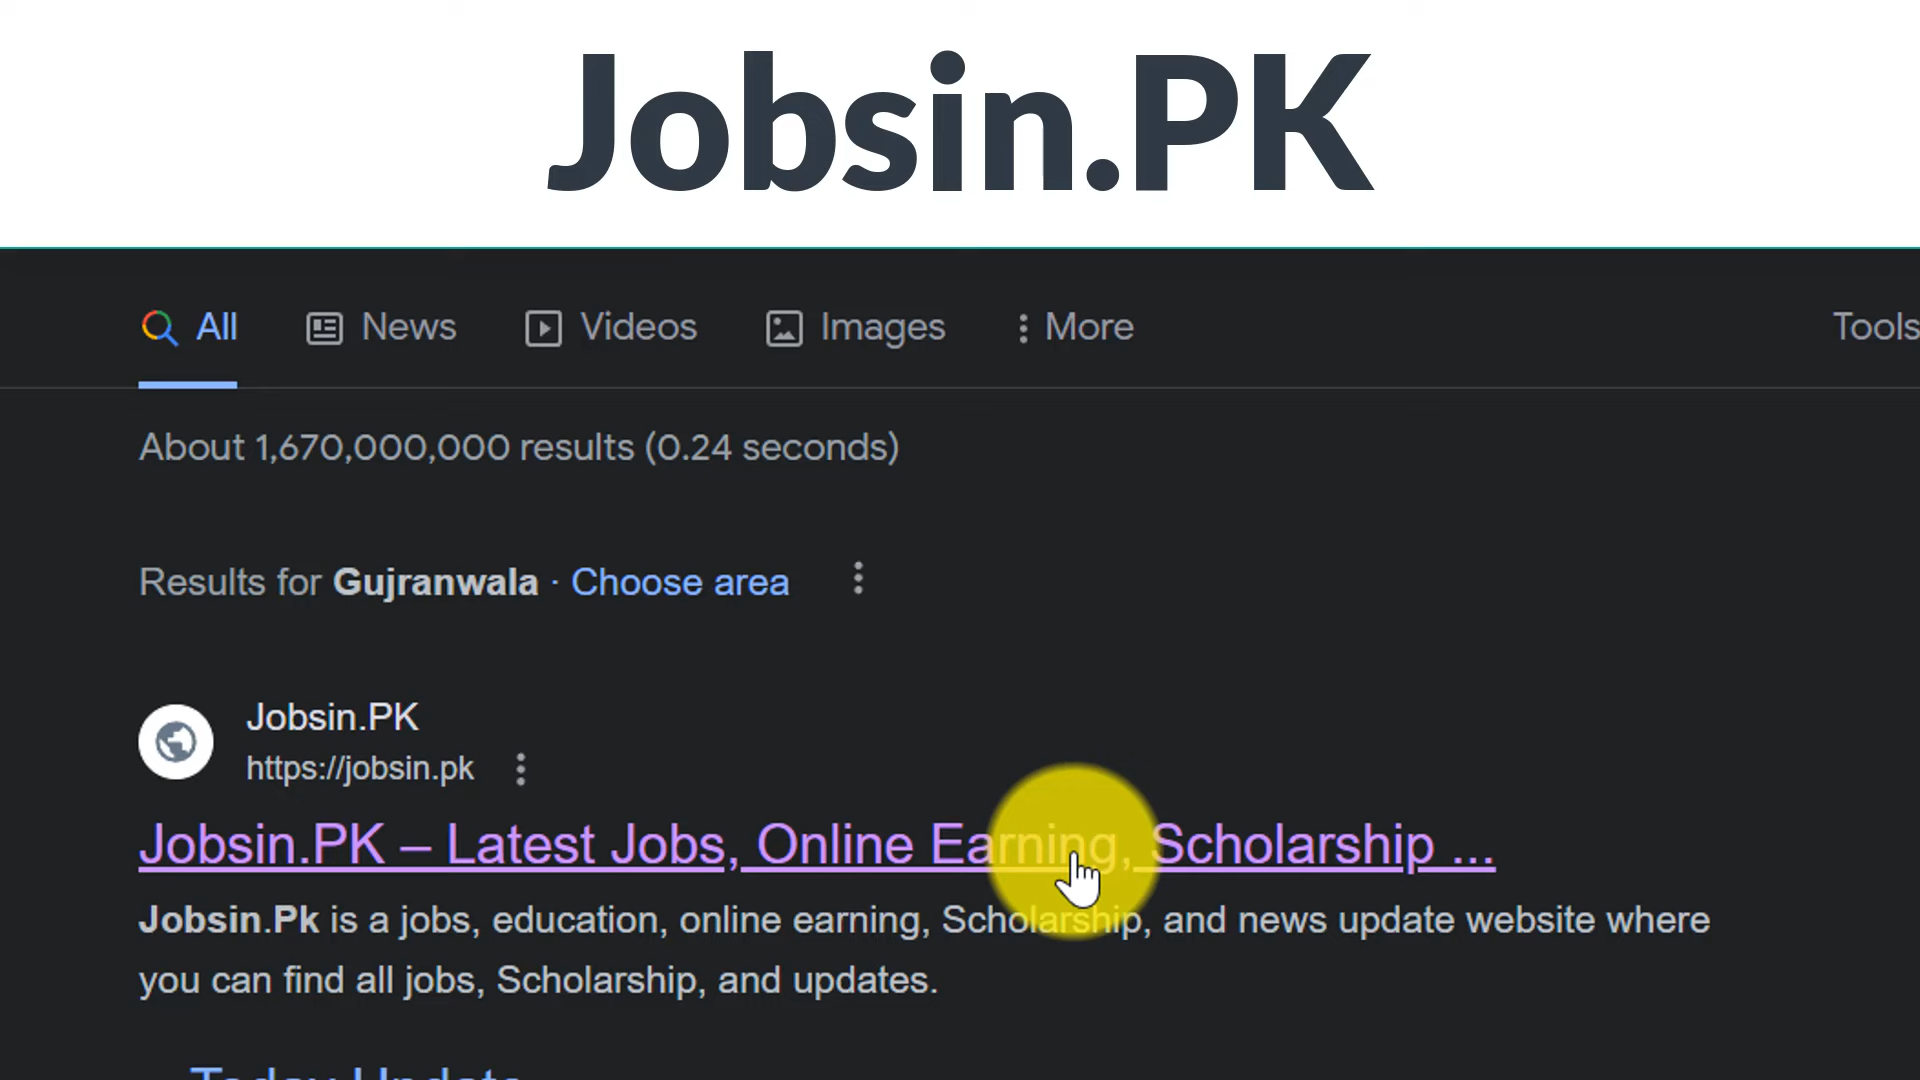 Jobsin.PK
All News Videos Images More Tools
About 1,670,000,000 results (0.24 seconds)
Results for Gujranwala · Choose area
Jobsin.PK
https://jobsin.pk
Jobsin.PK – Latest Jobs, Online Earning, Scholarship ...
Jobsin.Pk is a jobs, education, online earning, Scholarship, and news update website where
you can find all jobs, Scholarship, and updates.
Today Update